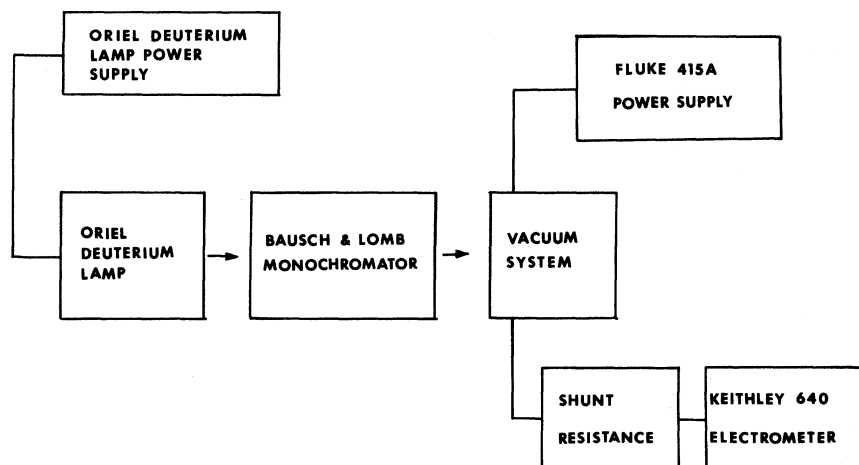 ORIEL DEUTERIUM
LAMP POWER
SUPPLY
FLUKE 415A
POWER SUPPLY
ORIEL
DEUTERIUM
LAMP
BAUSCH & LOMB
MONOCHROMATOR
VACUUM
SYSTEM
SHUNT
RESISTANCE
KEITHLEY 640
ELECTROMETER